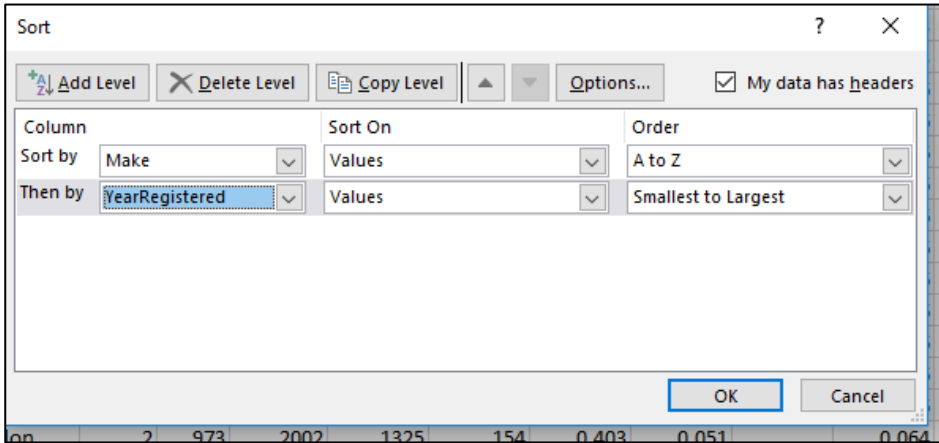 Sort ?
Add Level Delete Level Copy Level Options... My data has headers
Column Sort On Order
Sort by Make Values A to Z
Then by YearRegistered Values Smallest to Largest
OK Cancel
lon 2 973 2002 1325 154 0.403 0.051 0.064